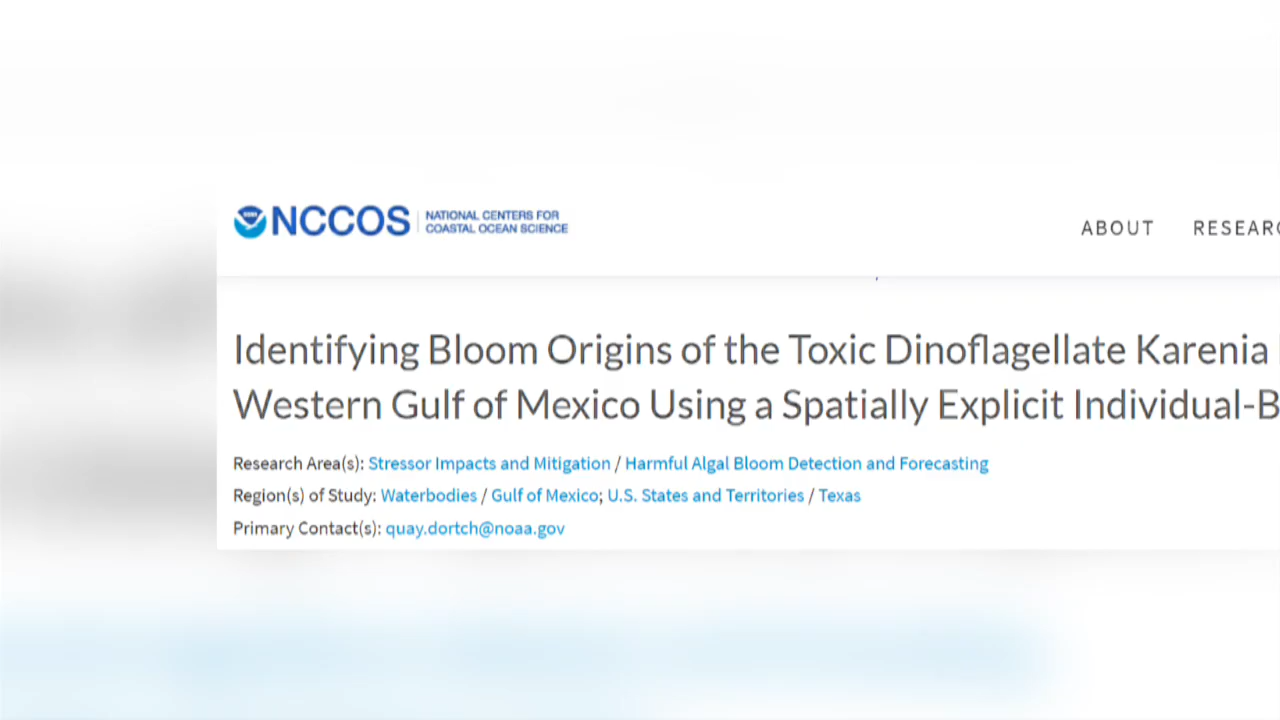 NCCOS NATIONAL CENTERS FOR
COASTAL OCEAN SCIENCE
ABOUT
Identifying Bloom Origins of the Toxic Dinoflagellate Karenia
Western Gulf of Mexico Using a Spatially Explicit Individual-B
Research Area(s): Stressor Impacts and Mitigation / Harmful Algal Bloom Detection and Forecasting
Region(s) of Study: Waterbodies / Gulf of Mexico; U.S. States and Territories / Texas
Primary Contact(s): quay.dortch@noaa.gov